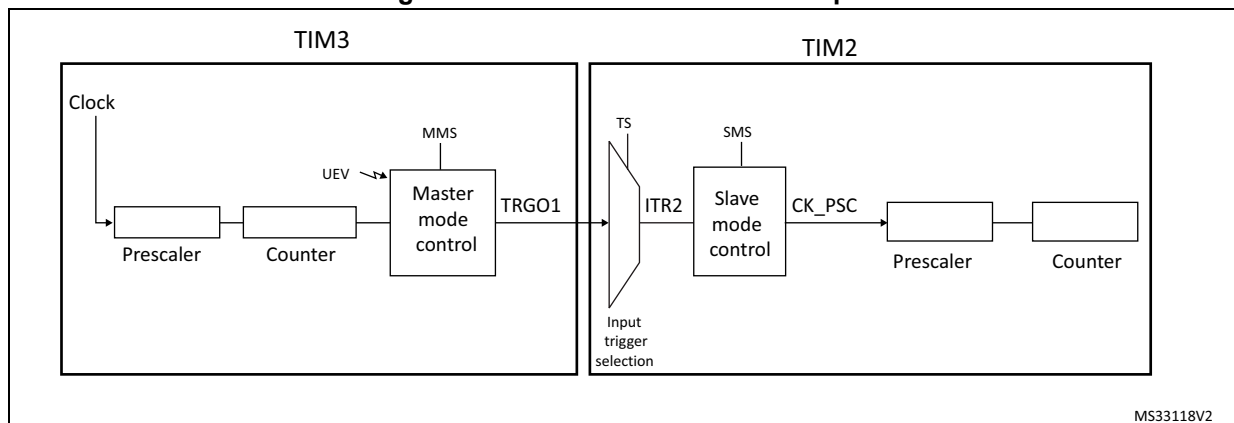 TIM3
TIM2
Clock
MMS
TS
SMS
UEV
Master
mode
control
TRGO1
ITR2
Slave
mode
control
CK_PSC
Prescaler
Counter
Prescaler
Counter
Input
trigger
selection
MS33118V2